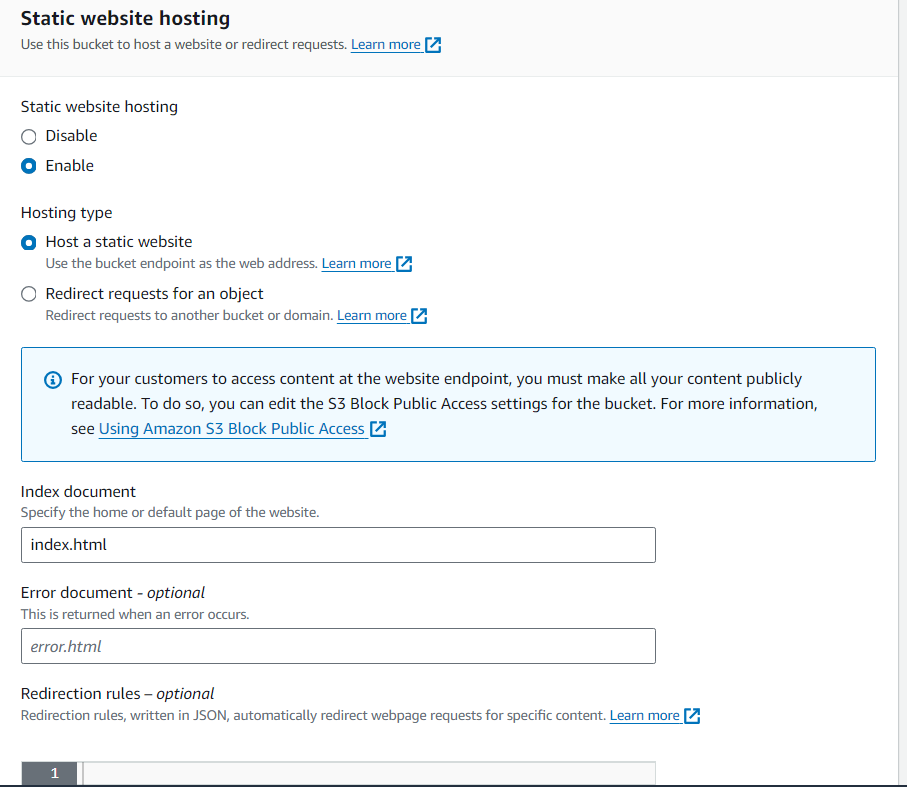 Static website hosting
Use this bucket to host a website or redirect requests. Learn more
Static website hosting
Disable
Enable
Hosting type
Host a static website
Use the bucket endpoint as the web address. Learn more
Redirect requests for an object
Redirect requests to another bucket or domain. Learn more
For your customers to access content at the website endpoint, you must make all your content publicly
readable. To do so, you can edit the S3 Block Public Access settings for the bucket. For more information,
see Using Amazon S3 Block Public Access
Index document
Specify the home or default page of the website.
index.html
Error document - optional
This is returned when an error occurs.
error.html
Redirection rules – optional
Redirection rules, written in JSON, automatically redirect webpage requests for specific content. Learn more
1